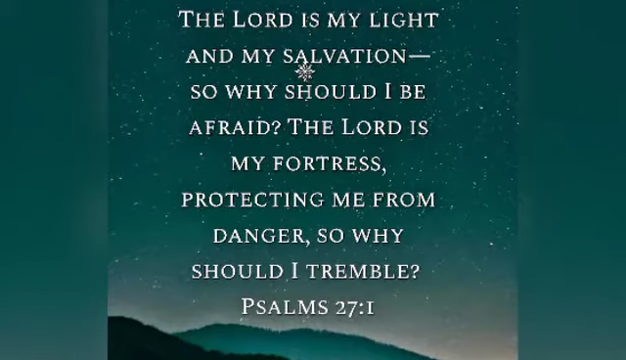 The Lord is my light
and my salvation—
so why should I be
afraid? The Lord is
my fortress,
protecting me from
danger, so why
should I tremble?
Psalms 27:1